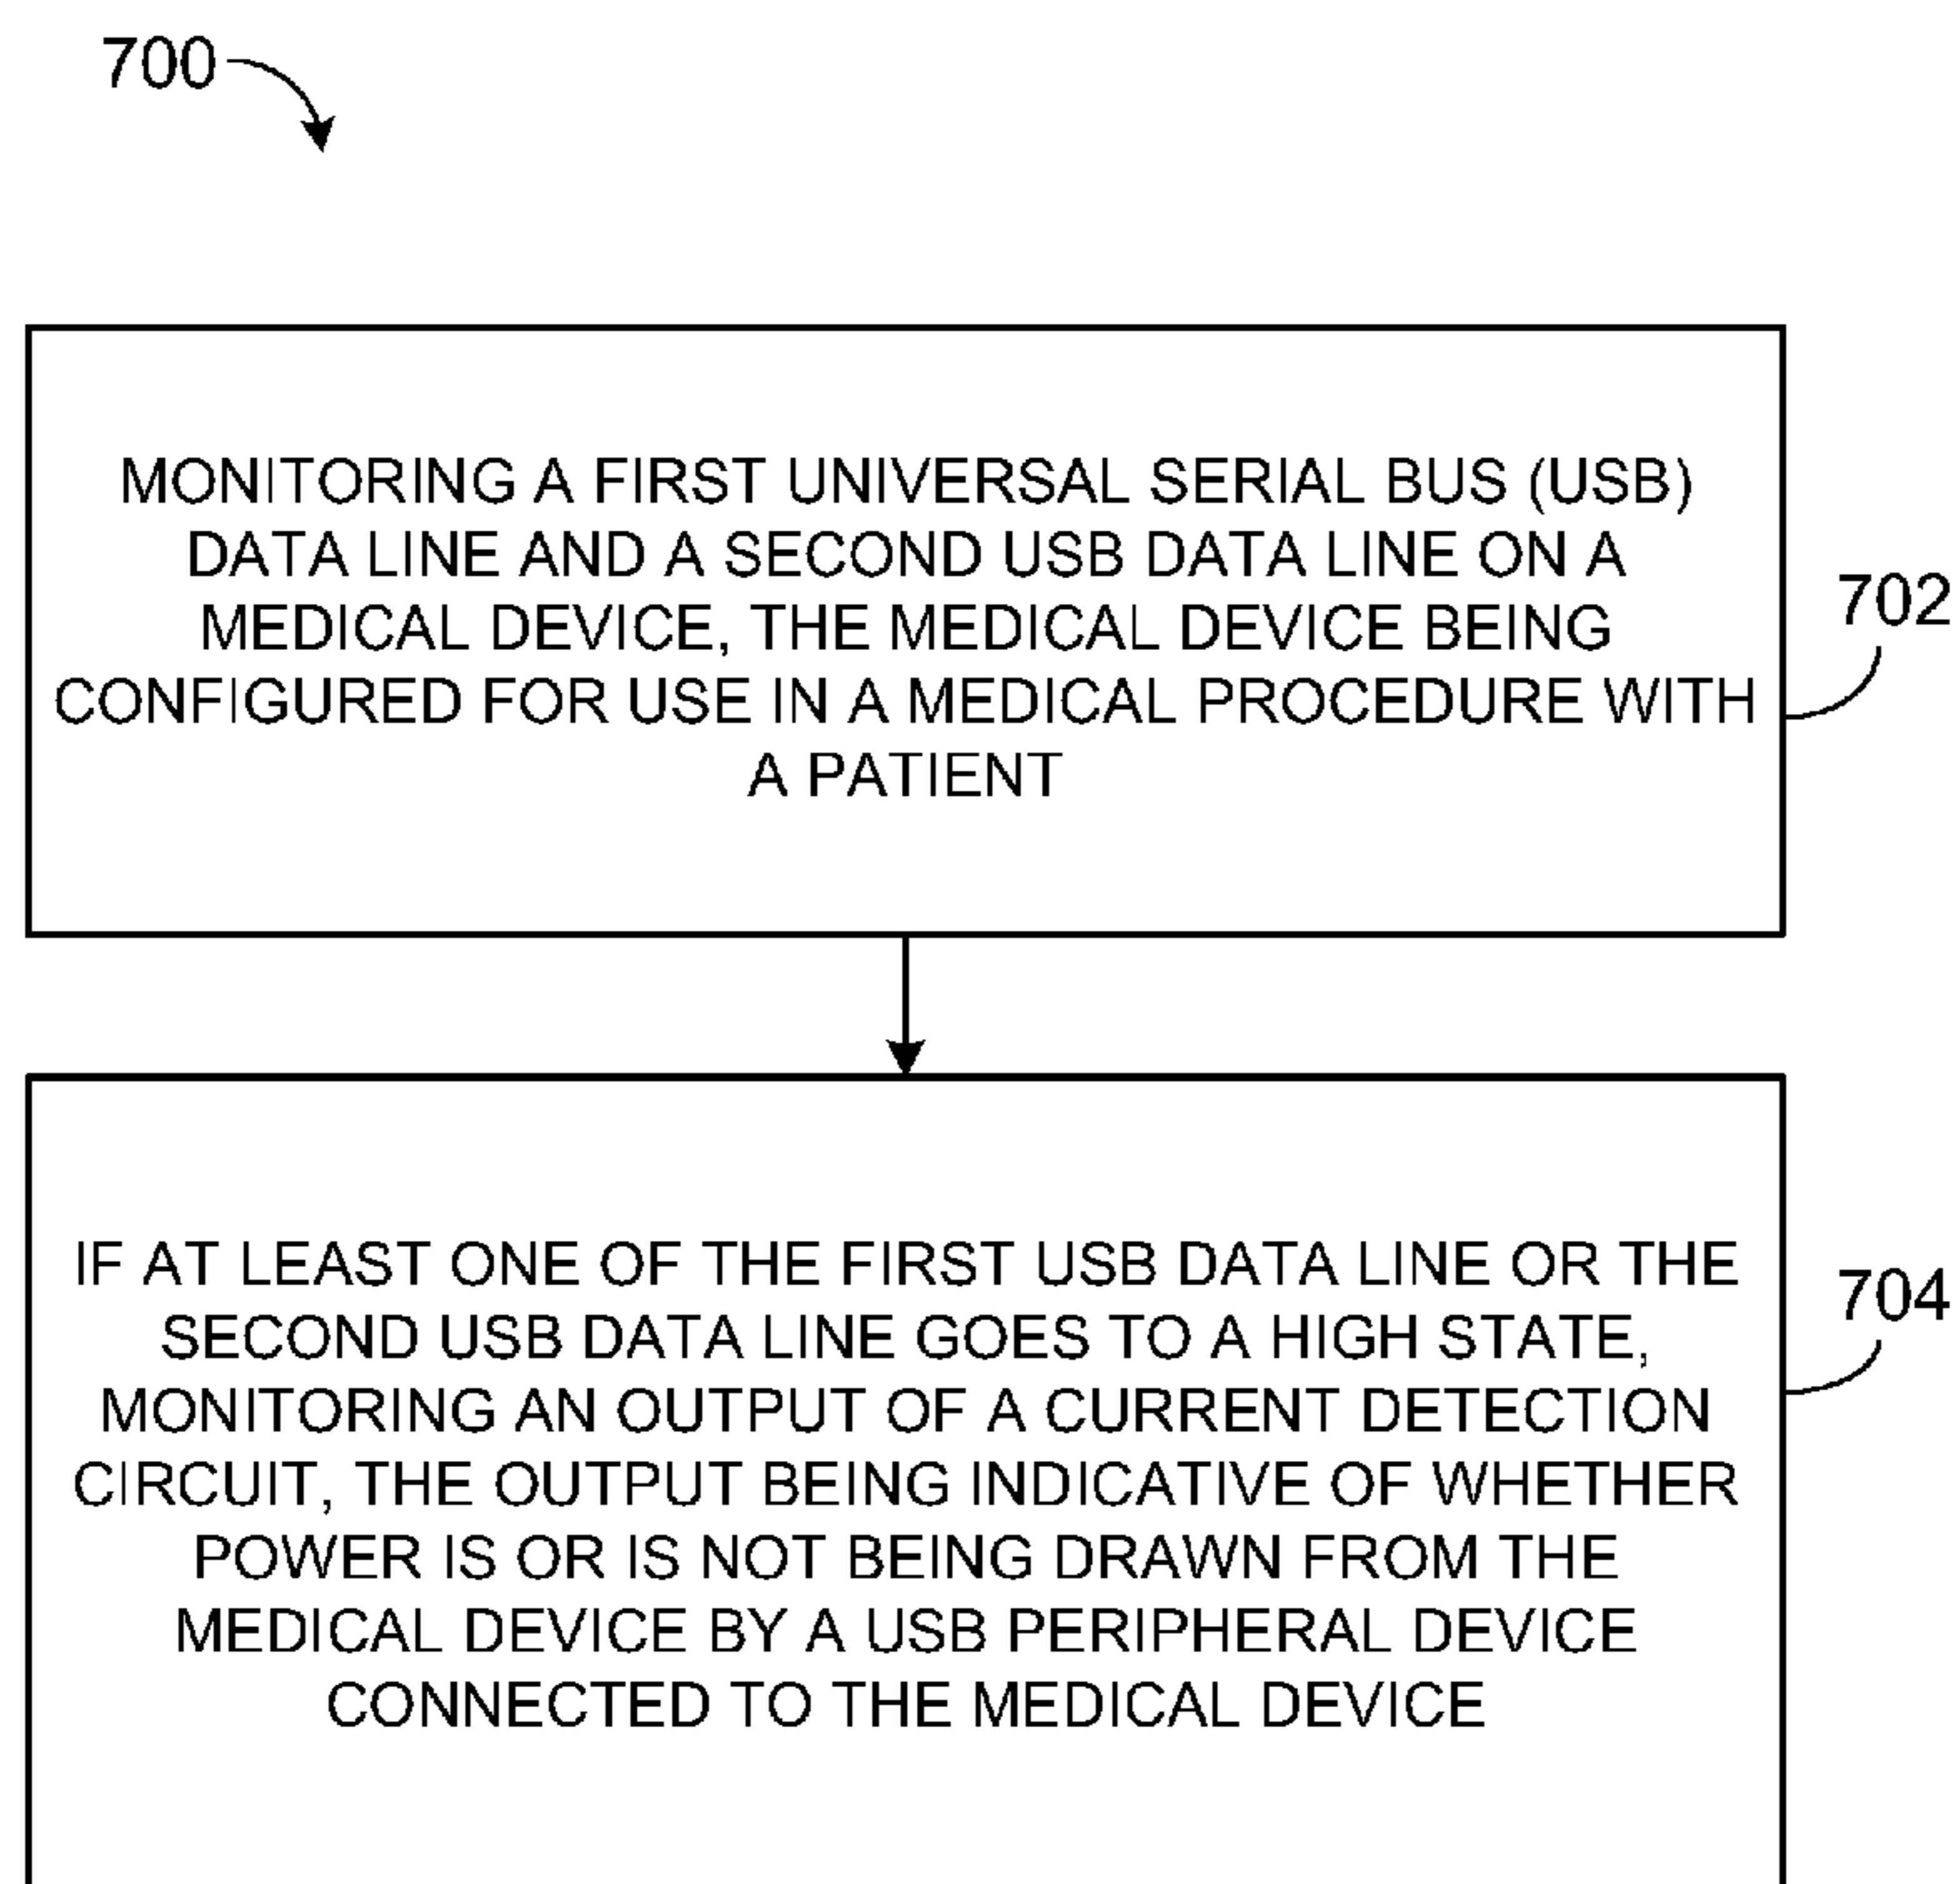 700
MONITORING A FIRST UNIVERSAL SERIAL BUS (USB)
DATA LINE AND A SECOND USB DATA LINE ON A
MEDICAL DEVICE, THE MEDICAL DEVICE BEING
CONFIGURED FOR USE IN A MEDICAL PROCEDURE WITH
A PATIENT
702
IF AT LEAST ONE OF THE FIRST USB DATA LINE OR THE
SECOND USB DATA LINE GOES TO A HIGH STATE,
MONITORING AN OUTPUT OF A CURRENT DETECTION
CIRCUIT, THE OUTPUT BEING INDICATIVE OF WHETHER
POWER IS OR IS NOT BEING DRAWN FROM THE
MEDICAL DEVICE BY A USB PERIPHERAL DEVICE
CONNECTED TO THE MEDICAL DEVICE
704